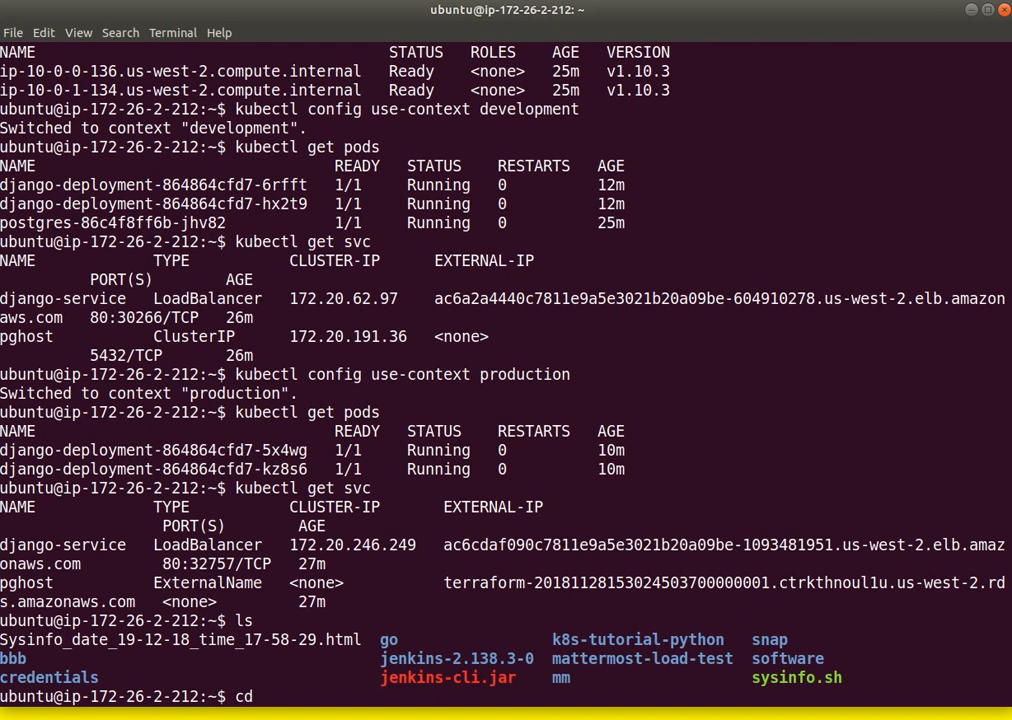 ubuntu@ip-172-26-2-212: ~
File Edit View Search Terminal Help
NAME STATUS ROLES AGE VERSION
ip-10-0-0-136.us-west-2.compute.internal Ready <none> 25m v1.10.3
ip-10-0-1-134.us-west-2.compute.internal Ready <none> 25m v1.10.3
ubuntu@ip-172-26-2-212:~$ kubectl config use-context development
Switched to context "development".
ubuntu@ip-172-26-2-212:~$ kubectl get pods
NAME READY STATUS RESTARTS AGE
django-deployment-864864cfd7-6rfft 1/1 Running 0 12m
django-deployment-864864cfd7-hx2t9 1/1 Running 0 12m
postgres-86c4f8ff6b-jhv82 1/1 Running 0 25m
ubuntu@ip-172-26-2-212:~$ kubectl get svc
NAME TYPE CLUSTER-IP EXTERNAL-IP
PORT(S) AGE
django-service LoadBalancer 172.20.62.97 ac6a2a4440c7811e9a5e3021b20a09be-604910278.us-west-2.elb.amazon
aws.com 80:30266/TCP 26m
pghost ClusterIP 172.20.191.36 <none>
5432/TCP 26m
ubuntu@ip-172-26-2-212:~$ kubectl config use-context production
Switched to context "production".
ubuntu@ip-172-26-2-212:~$ kubectl get pods
NAME READY STATUS RESTARTS AGE
django-deployment-864864cfd7-5x4wg 1/1 Running 0 10m
django-deployment-864864cfd7-kz8s6 1/1 Running 0 10m
ubuntu@ip-172-26-2-212:~$ kubectl get svc
NAME TYPE CLUSTER-IP EXTERNAL-IP
PORT(S) AGE
django-service LoadBalancer 172.20.246.249 ac6cdaf090c7811e9a5e3021b20a09be-1093481951.us-west-2.elb.amaz
onaws.com 80:32757/TCP 27m
pghost ExternalName <none> terraform-20181128153024503700000001.ctrkthnoul1u.us-west-2.rd
s.amazonaws.com <none> 27m
ubuntu@ip-172-26-2-212:~$ ls
Sysinfo_date_19-12-18_time_17-58-29.html go k8s-tutorial-python snap
bbb jenkins-2.138.3-0 mattermost-load-test software
credentials jenkins-cli.jar mm sysinfo.sh
ubuntu@ip-172-26-2-212:~$ cd